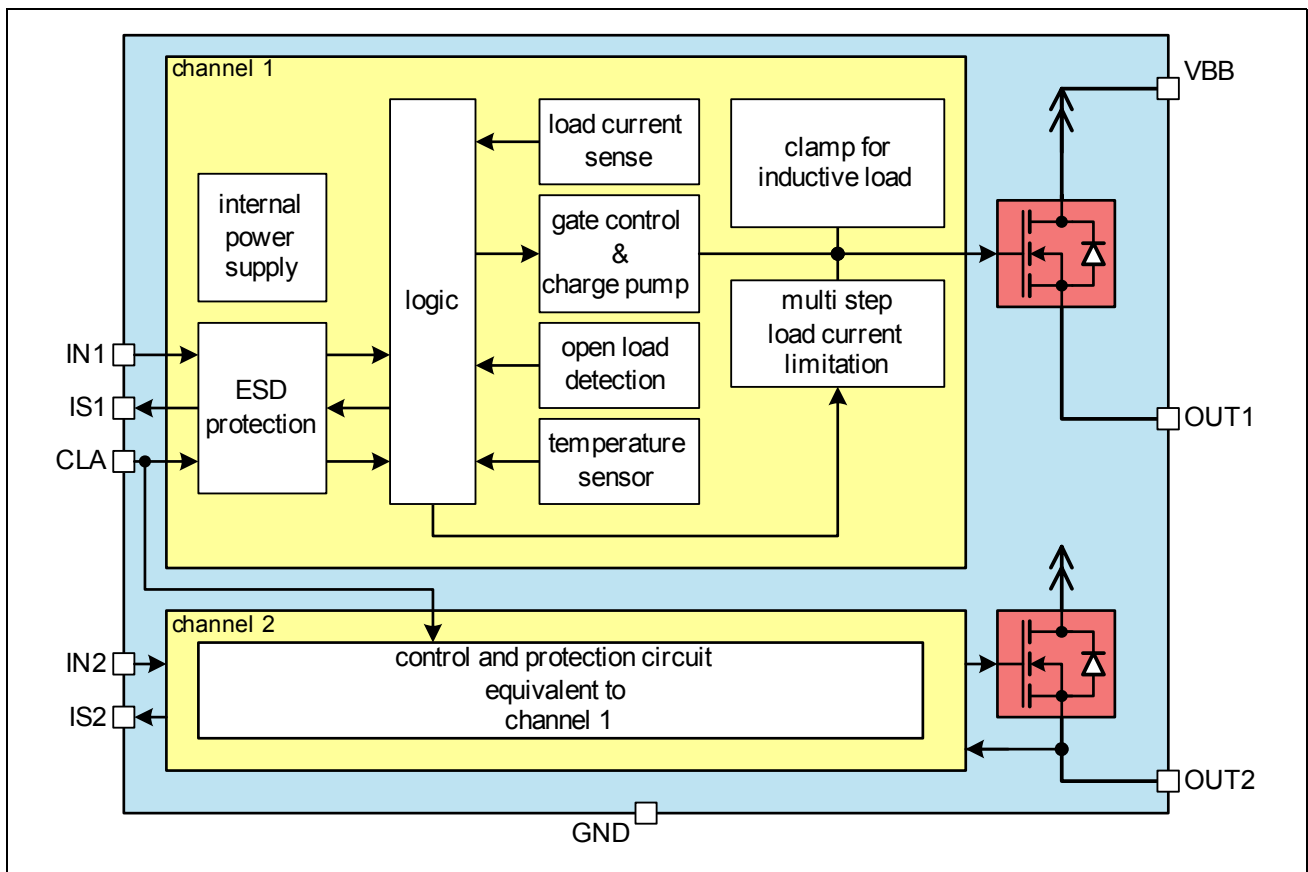 channel 1
VBB
load current
sense
clamp for
inductive load
internal
power
supply
gate control
&
charge pump
logic
multi step
load current
limitation
IN1
IS1
CLA
ESD
protection
open load
detection
temperature
sensor
OUT1
channel 2
IN2
IS2
control and protection circuit
equivalent to
channel 1
OUT2
GND